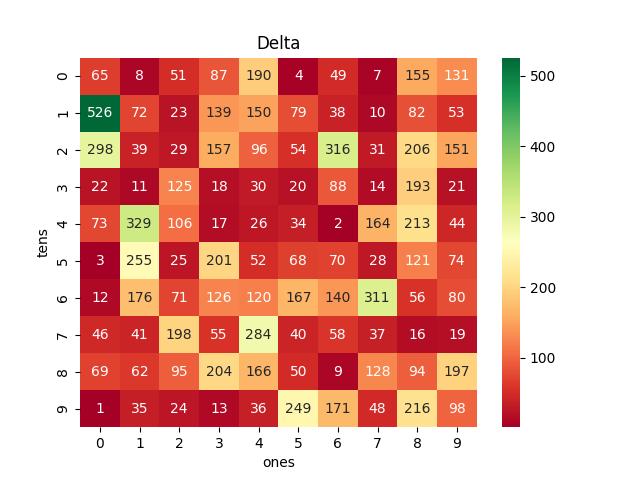 Delta
0 65 8 51 87 190 4 49 7 155 131
1 526 72 23 139 150 79 38 10 82 53
2 298 39 29 157 96 54 316 31 206 151
3 22 11 125 18 30 20 88 14 193 21
4 73 329 106 17 26 34 2 164 213 44
5 3 255 25 201 52 68 70 28 121 74
6 12 176 71 126 120 167 140 311 56 80
7 46 41 198 55 284 40 58 37 16 19
8 69 62 95 204 166 50 9 128 94 197
9 1 35 24 13 36 249 171 48 216 98
0 1 2 3 4 5 6 7 8 9
ones
tens
500
400
300
200
100